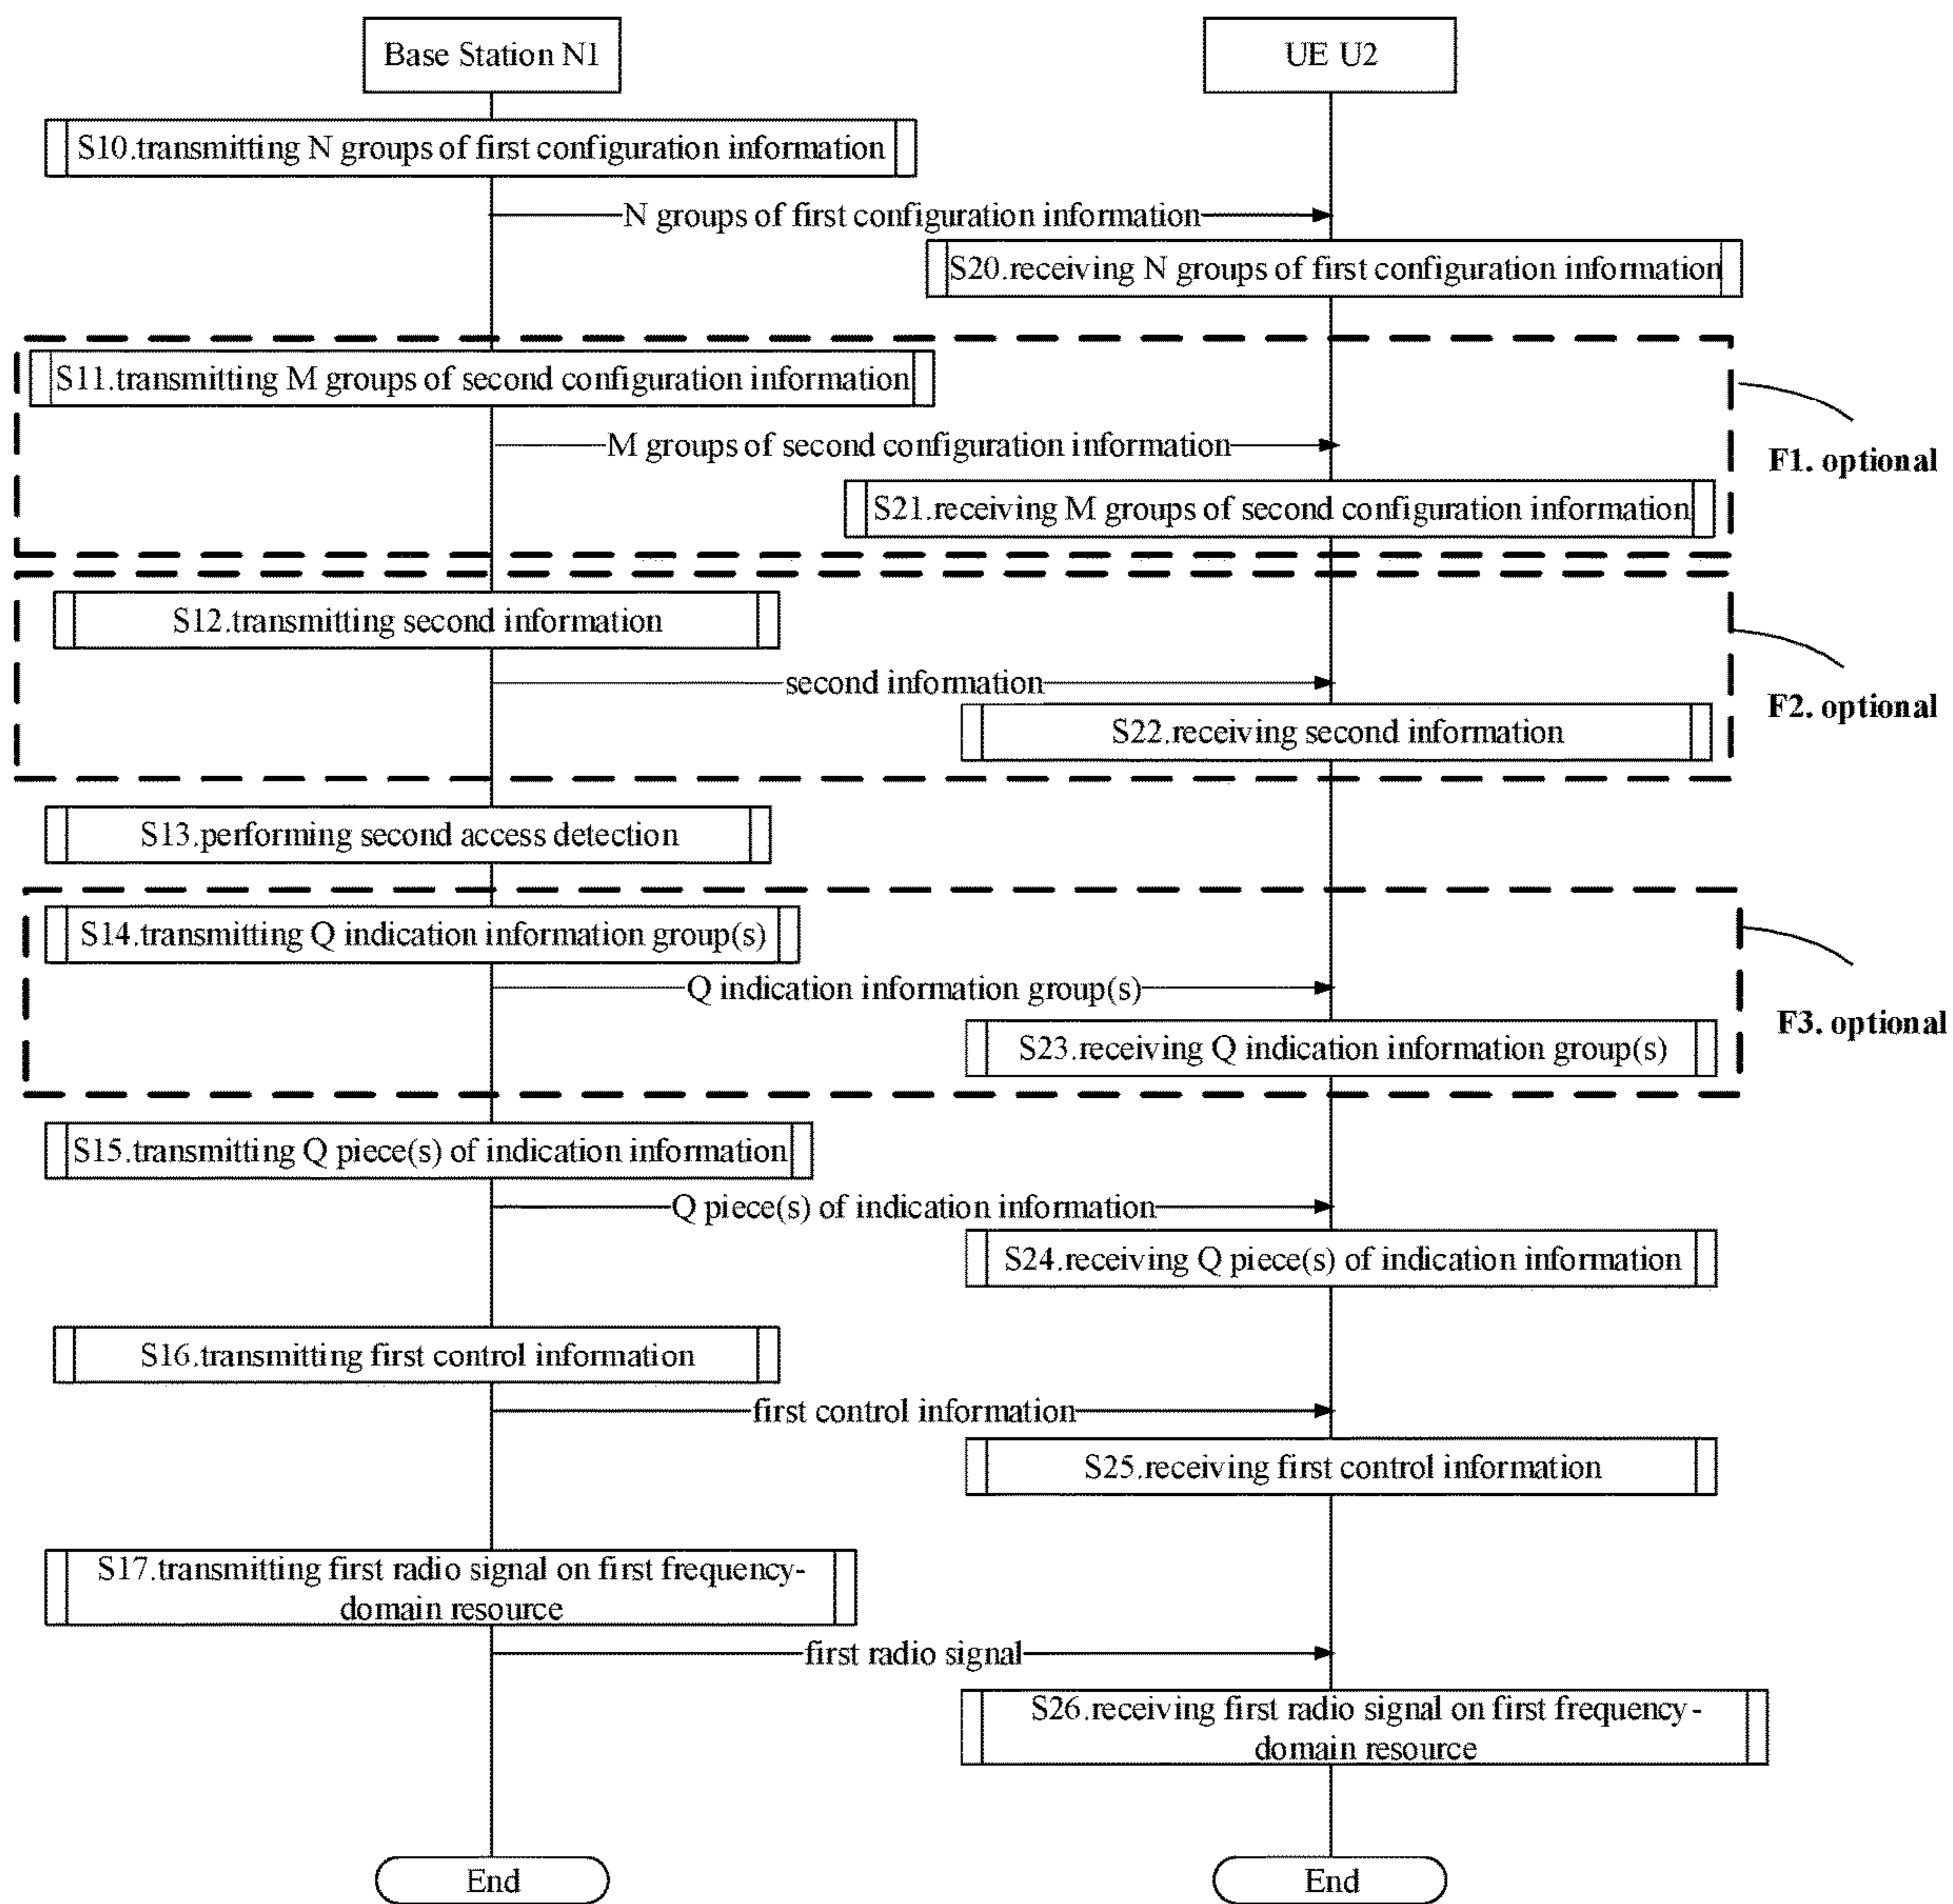 Base Station N1
UE U2
S10.transmitting N groups of first configuration information
N groups of first configuration information
S20.receiving N groups of first configuration information
S11.transmitting M groups of second configuration information
M groups of second configuration information
F1. optional
S21.receiving M groups of second configuration information
S12.transmitting second information
second information
F2. optional
S22.receiving second information
S13.performing second access detection
S14.transmitting Q indication information group(s)
Q indication information group(s)
F3. optional
S23.receiving Q indication information group(s)
S15.transmitting Q piece(s) of indication information
Q piece(s) of indication information
S24.receiving Q piece(s) of indication information
S16.transmitting first control information
first control information
S25.receiving first control information
S17.transmitting first radio signal on first frequency-
domain resource
first radio signal
S26.receiving first radio signal on first frequency-
domain resource
End
End